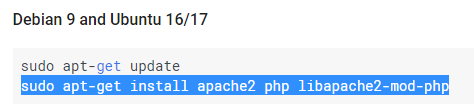 Debian 9 and Ubuntu 16/17
sudo apt-get update
sudo apt-get install apache2 php libapache2-mod-php